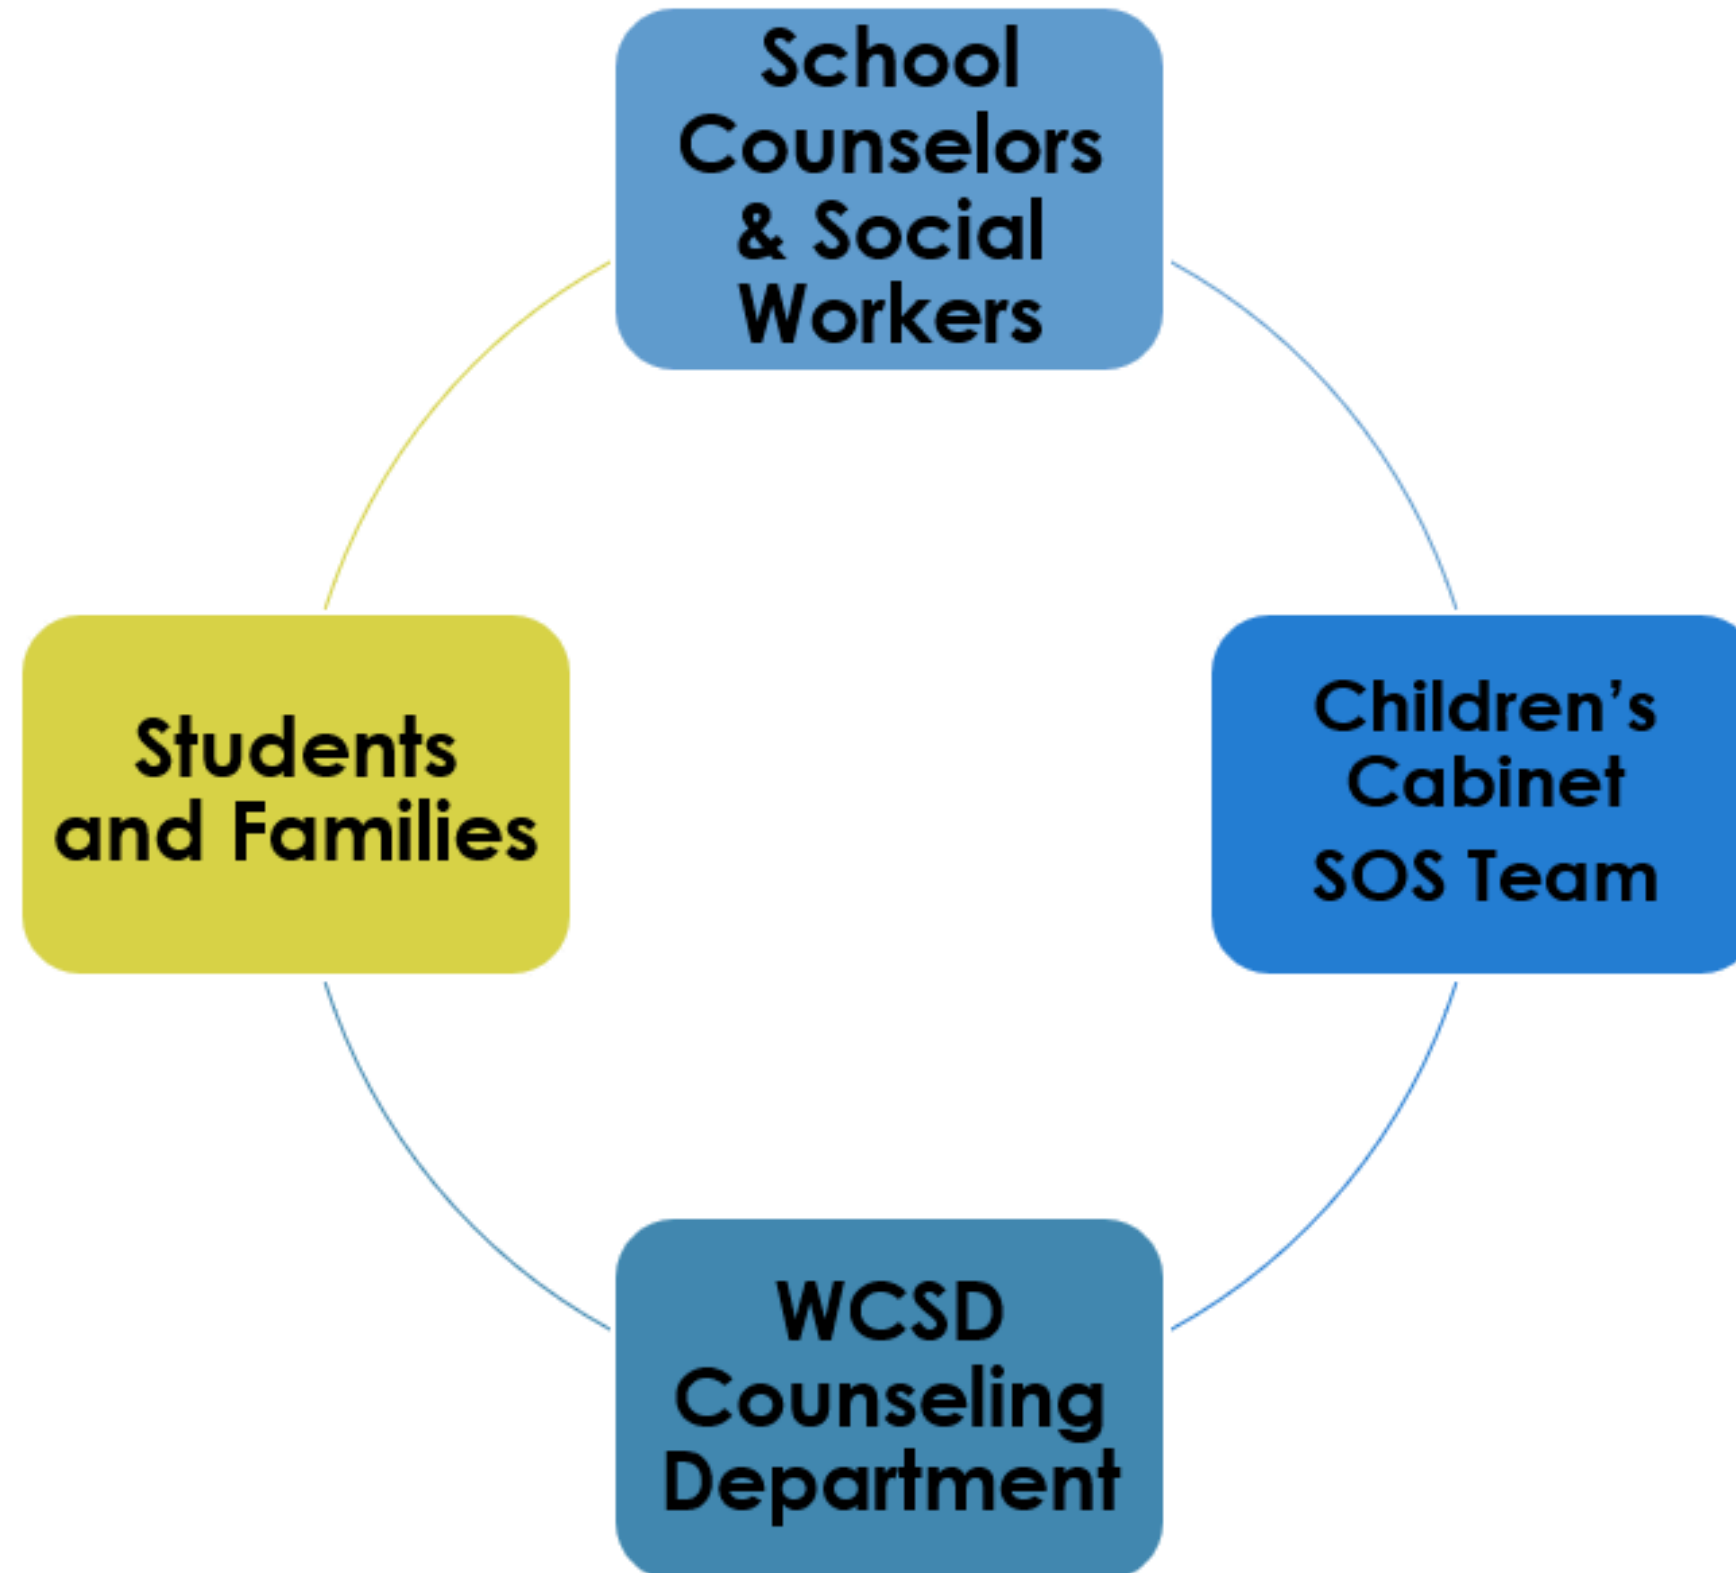 School
Counselors
& Social
Workers
Students
and Families
Children’s
Cabinet
SOS Team
WCSD
Counseling
Department